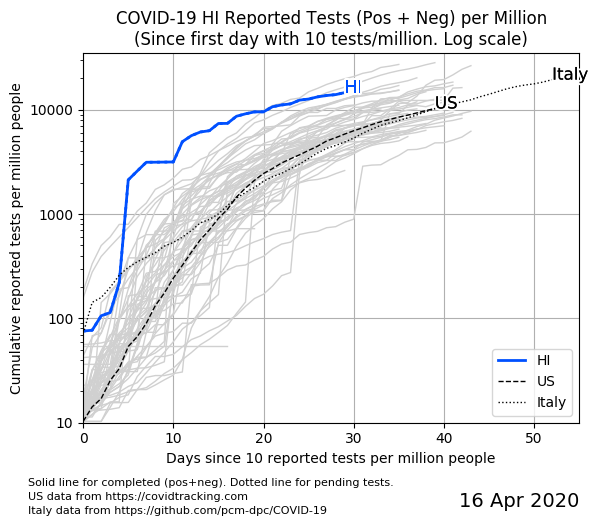 COVID-19 HI Reported Tests (Pos + Neg) per Million
(Since first day with 10 tests/million. Log scale)
Cumulative reported tests per million people
10000
1000
100
10
HI
US
Italy
HI
US
Italy
0
10
20
30
40
50
Days since 10 reported tests per million people
Solid line for completed (pos+neg). Dotted line for pending tests.
US data from https://covidtracking.com
Italy data from https://github.com/pcm-dpc/COVID-19
16 Apr 2020